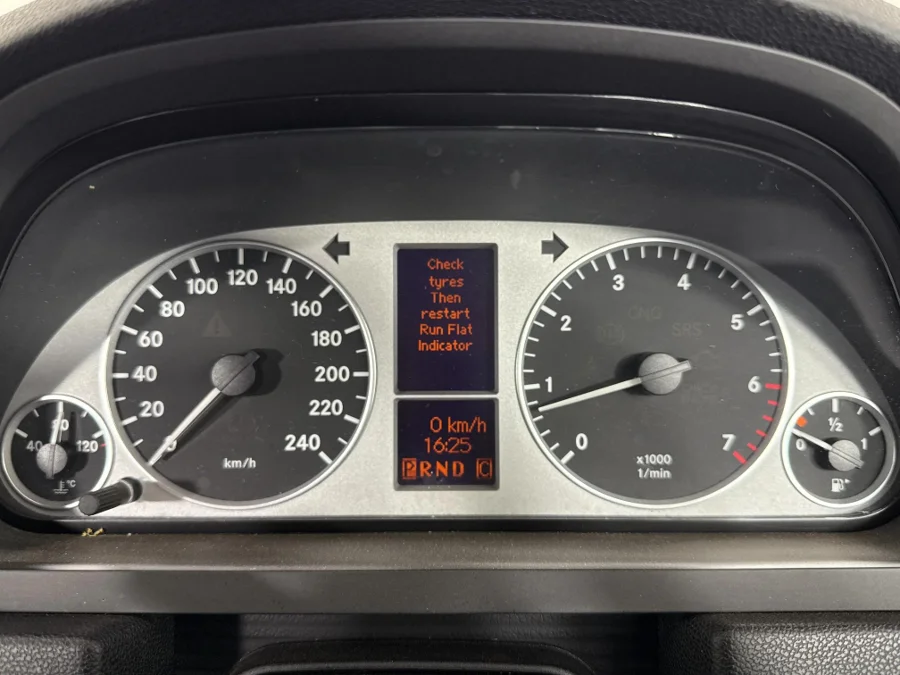 Check
tyres
Then
restart
Run Flat
Indicator
0 km/h
16:25
PRND C
0
20
40
60
80
100
120
140
160
180
200
220
240
km/h
0
1
2
3
4
5
6
7
x1000
1/min
40
80
120
°C
0
½
1
SRS